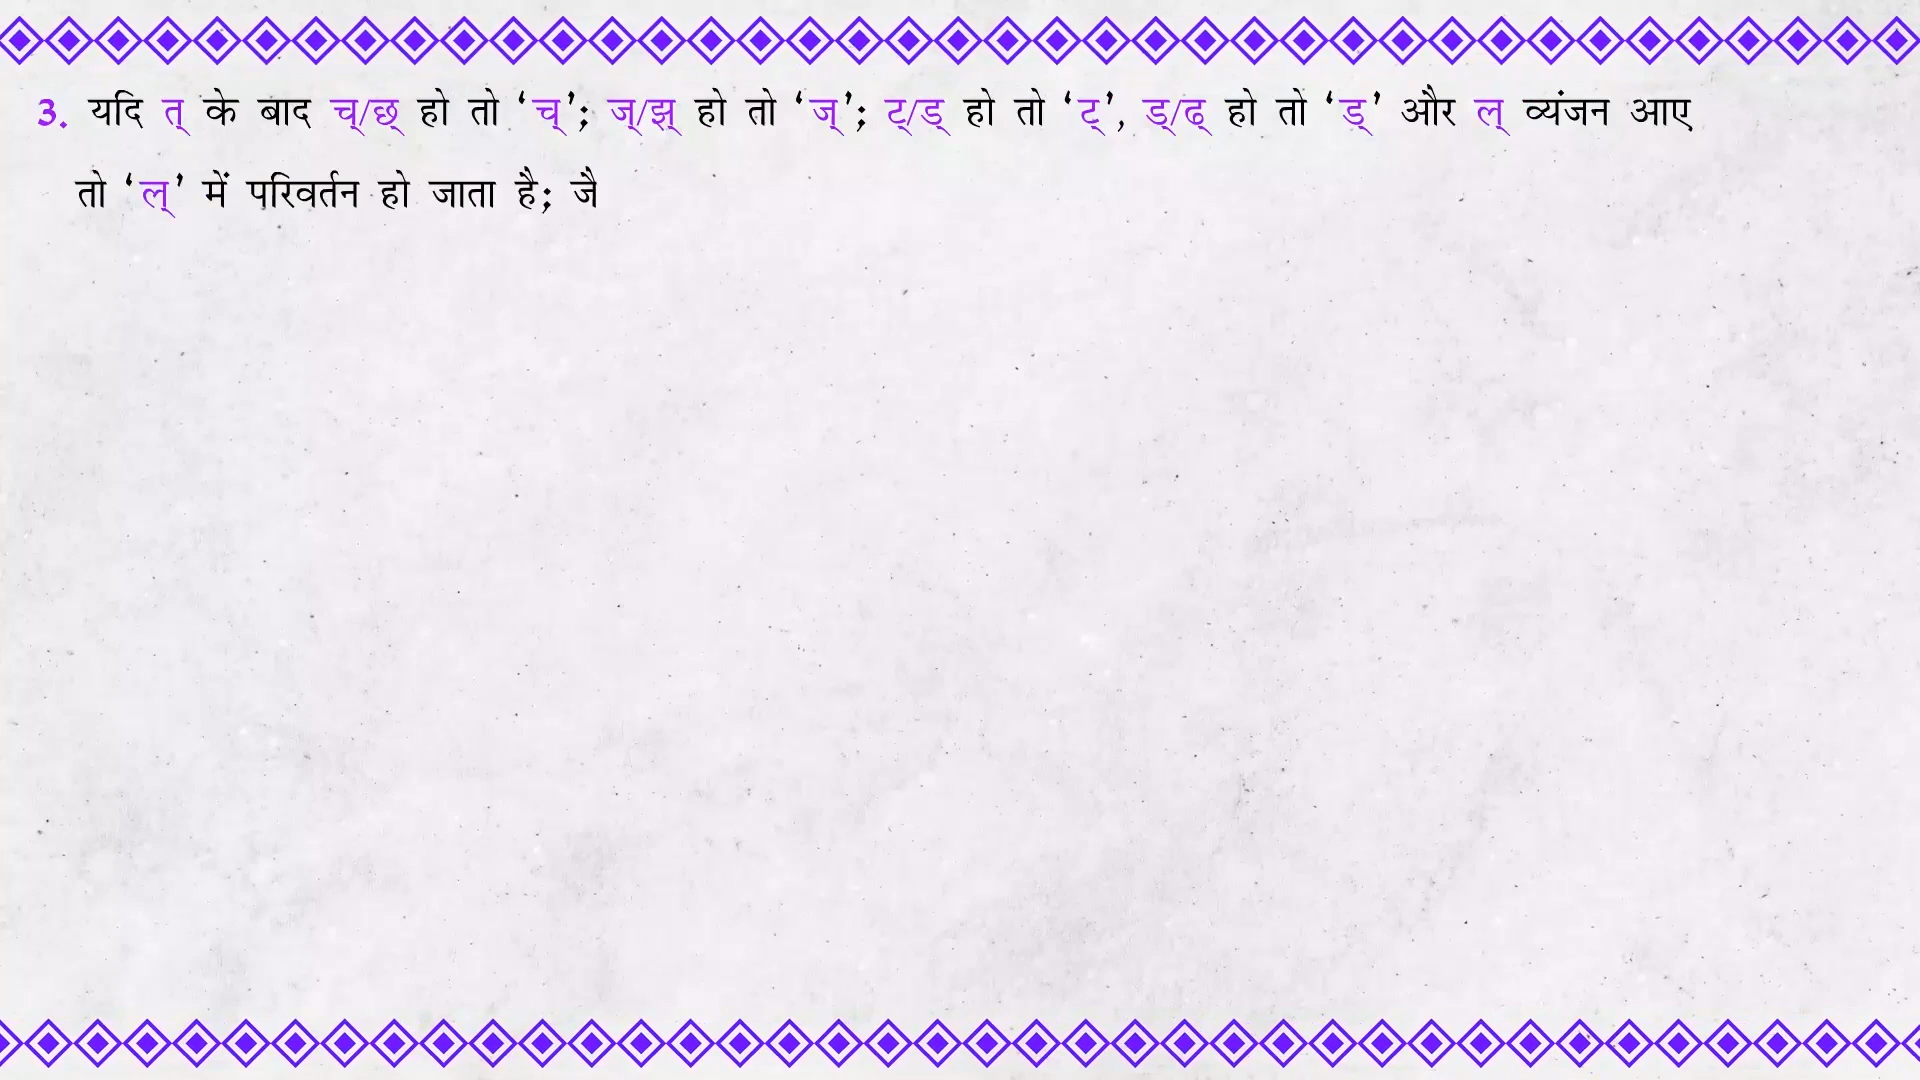 3. यदि त् के बाद च्/छ् हो तो ‘च्’; ज्/झ् हो तो ‘ज्’; ट्/ड् हो तो ‘ट्’, ड्/ढ् हो तो ‘ड्’ और ल् व्यंजन आए
तो ‘ल्’ में परिवर्तन हो जाता है; जै